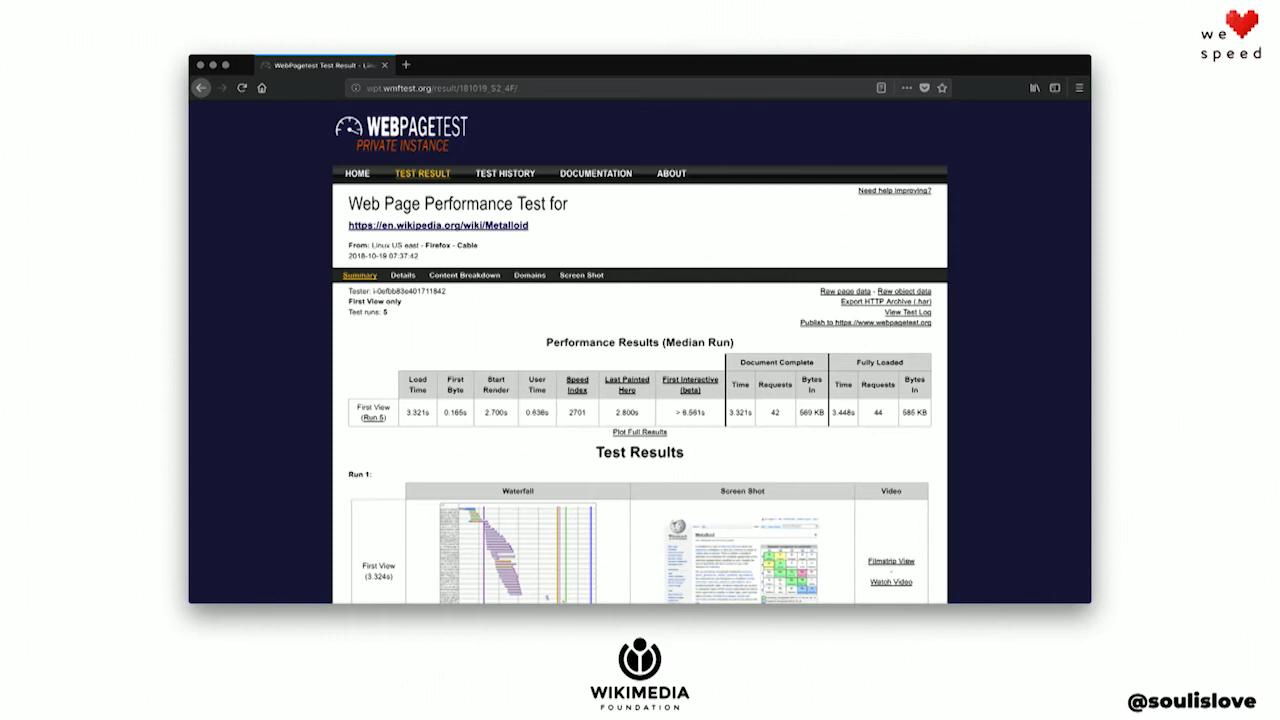 we
speed
WebPagetest Test Result - Lin
wpt.wmftest.org/result/181019_S2_4F/
WEBPAGETEST
PRIVATE INSTANCE
HOME TEST RESULT TEST HISTORY DOCUMENTATION ABOUT
Need help improving?
Web Page Performance Test for
https://en.wikipedia.org/wiki/Metalloid
From: Linux US east - Firefox - Cable
2018-10-19 07:37:42
Summary Details Content Breakdown Domains Screen Shot
Tester: i-0efbb83e401711842
First View only
Test runs: 5
Raw page data - Raw object data
Export HTTP Archive (.har)
View Test Log
Publish to https://www.webpagetest.org
Performance Results (Median Run)
Document Complete Fully Loaded
Load Time First Byte Start Render User Time Speed Index Last Painted Hero First Interactive (beta) Time Requests Bytes In Time Requests Bytes In
First View (Run 5) 3.321s 0.165s 2.700s 0.636s 2701 2.800s > 6.561s 3.321s 42 569 KB 3.448s 44 585 KB
Plot Full Results
Test Results
Run 1:
Waterfall Screen Shot Video
First View
(3.324s)
Metalloid
Filmstrip View
-
Watch Video
WIKIMEDIA
FOUNDATION
@soulislove